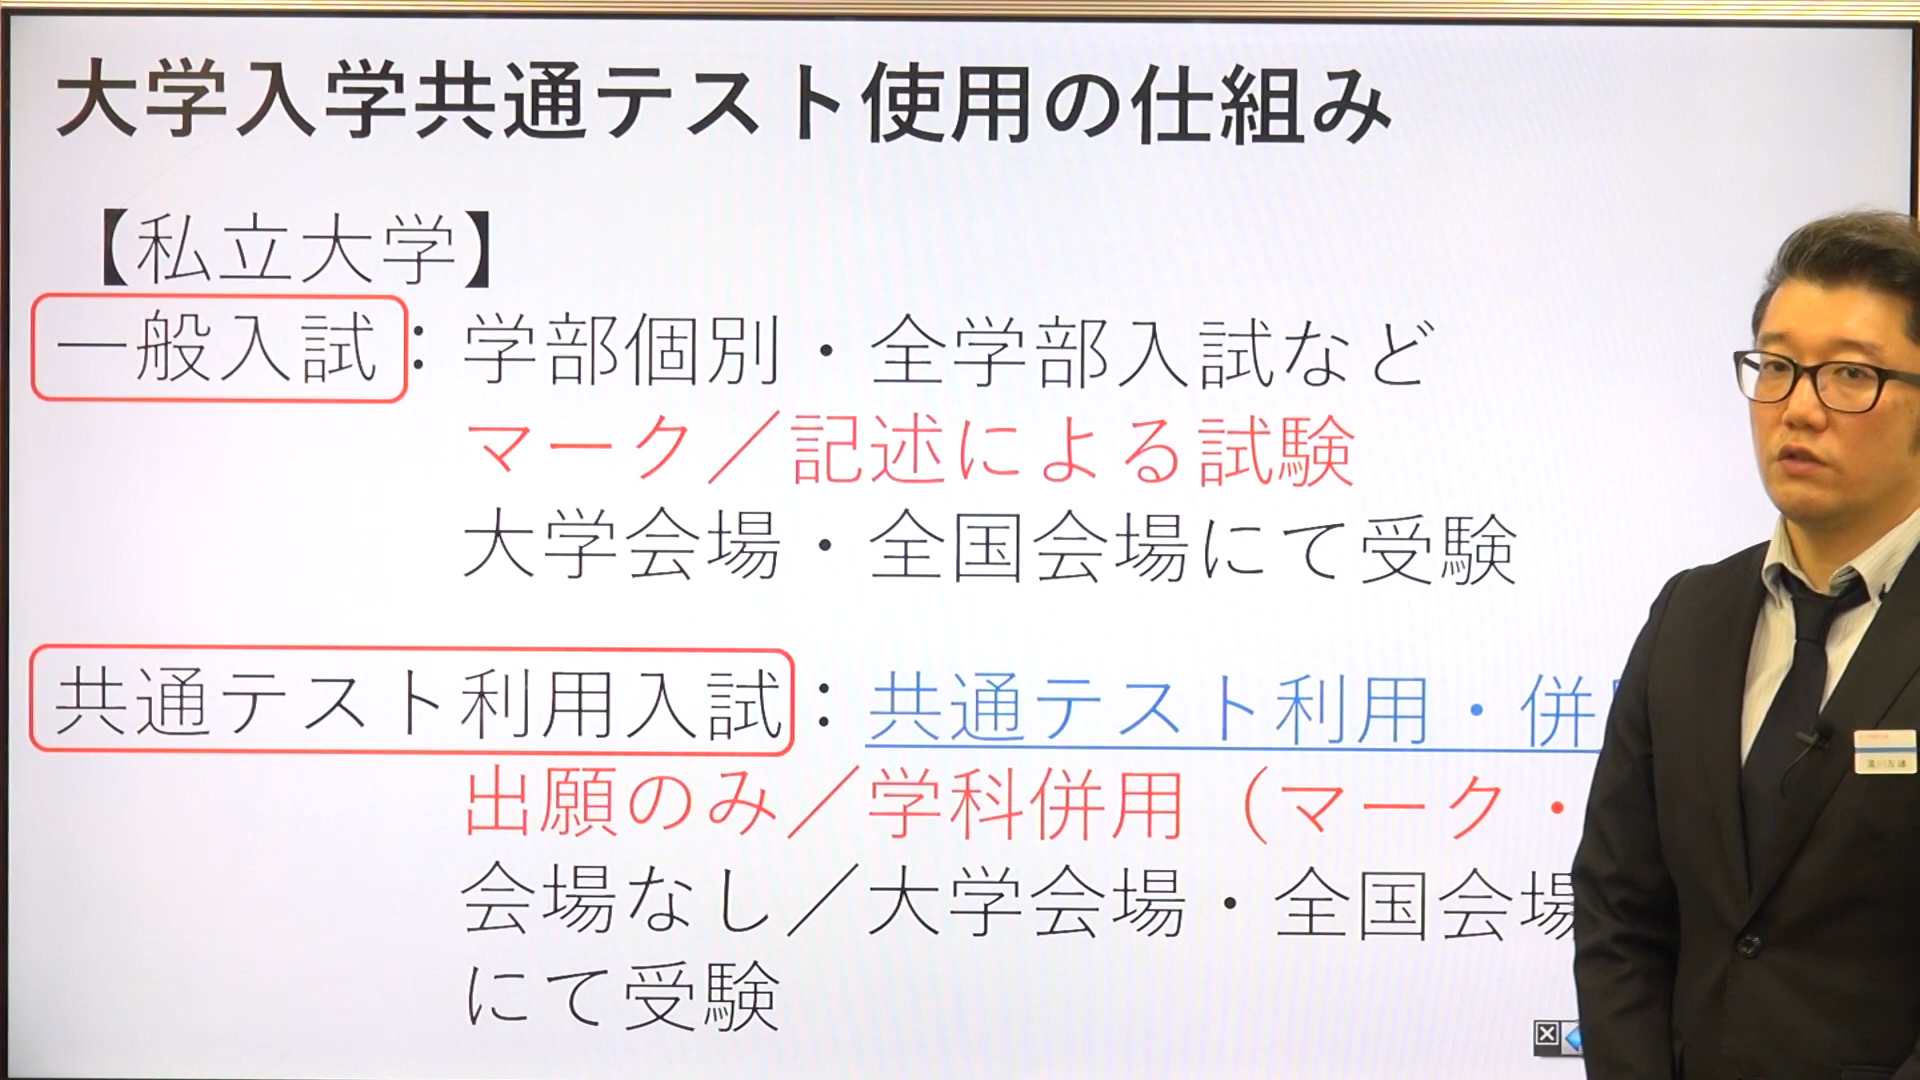 大学入学共通テスト使用の仕組み
【私立大学】
一般入試：学部個別・全学部入試など
マーク／記述による試験
大学会場・全国会場にて受験
共通テスト利用入試：共通テスト利用・併
出願のみ／学科併用（マーク・
会場なし／大学会場・全国会場
にて受験